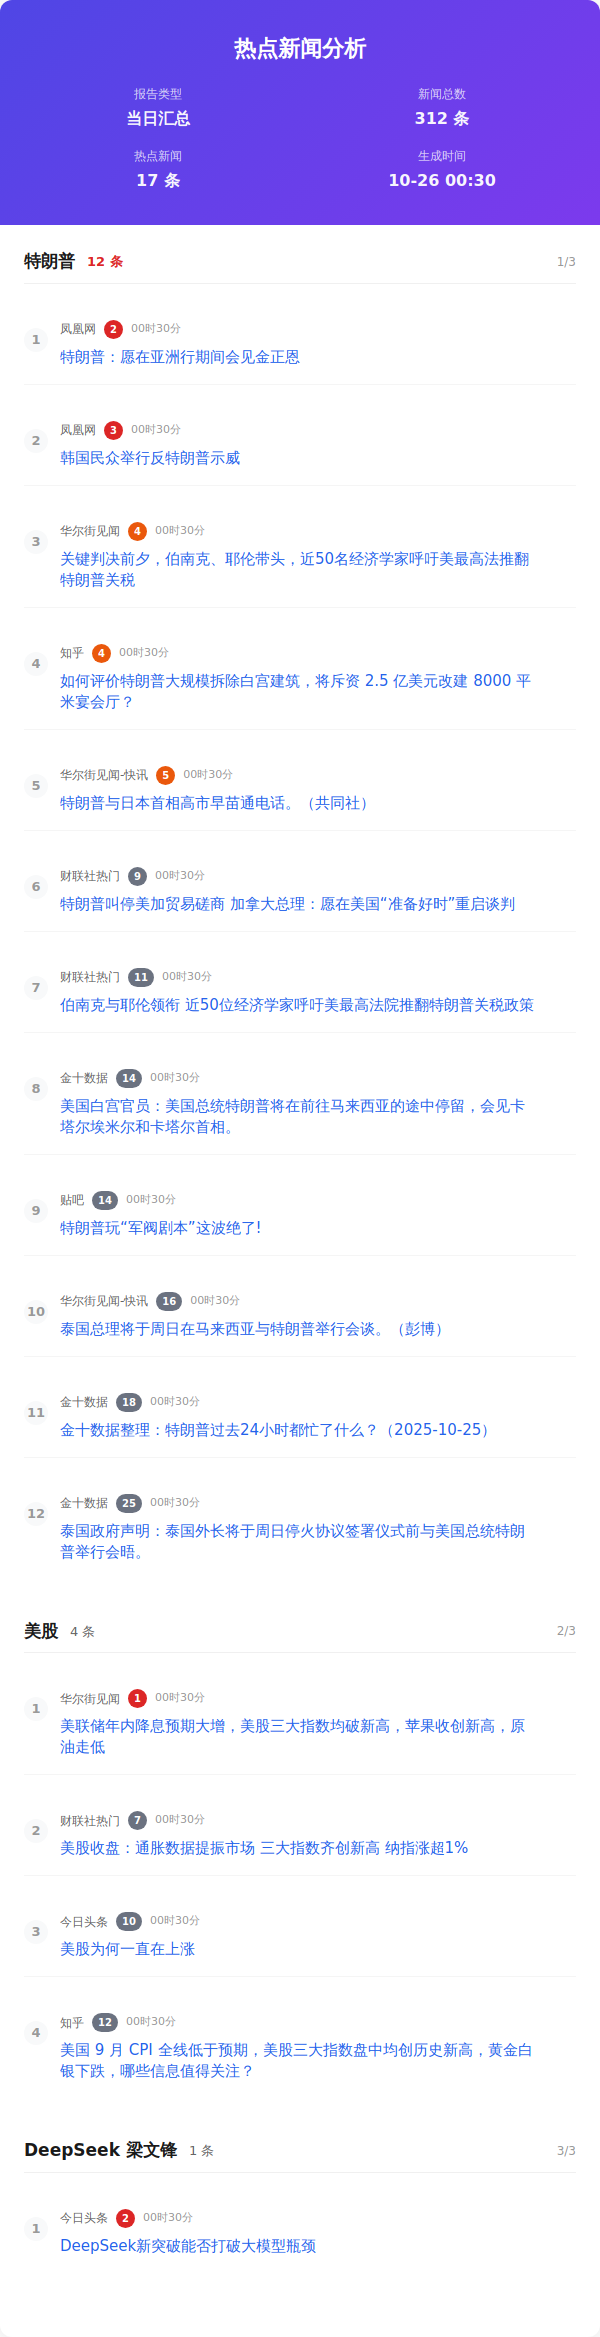 热点新闻分析
报告类型
当日汇总
新闻总数
312 条
热点新闻
17 条
生成时间
10-26 00:30
特朗普 12 条 1/3
1
凤凰网 2 00时30分
特朗普：愿在亚洲行期间会见金正恩
2
凤凰网 3 00时30分
韩国民众举行反特朗普示威
3
华尔街见闻 4 00时30分
关键判决前夕，伯南克、耶伦带头，近50名经济学家呼吁美最高法推翻
特朗普关税
4
知乎 4 00时30分
如何评价特朗普大规模拆除白宫建筑，将斥资 2.5 亿美元改建 8000 平
米宴会厅？
5
华尔街见闻-快讯 5 00时30分
特朗普与日本首相高市早苗通电话。（共同社）
6
财联社热门 9 00时30分
特朗普叫停美加贸易磋商 加拿大总理：愿在美国“准备好时”重启谈判
7
财联社热门 11 00时30分
伯南克与耶伦领衔 近50位经济学家呼吁美最高法院推翻特朗普关税政策
8
金十数据 14 00时30分
美国白宫官员：美国总统特朗普将在前往马来西亚的途中停留，会见卡
塔尔埃米尔和卡塔尔首相。
9
贴吧 14 00时30分
特朗普玩“军阀剧本”这波绝了!
10
华尔街见闻-快讯 16 00时30分
泰国总理将于周日在马来西亚与特朗普举行会谈。（彭博）
11
金十数据 18 00时30分
金十数据整理：特朗普过去24小时都忙了什么？（2025-10-25）
12
金十数据 25 00时30分
泰国政府声明：泰国外长将于周日停火协议签署仪式前与美国总统特朗
普举行会晤。
美股 4 条 2/3
1
华尔街见闻 1 00时30分
美联储年内降息预期大增，美股三大指数均破新高，苹果收创新高，原
油走低
2
财联社热门 7 00时30分
美股收盘：通胀数据提振市场 三大指数齐创新高 纳指涨超1%
3
今日头条 10 00时30分
美股为何一直在上涨
4
知乎 12 00时30分
美国 9 月 CPI 全线低于预期，美股三大指数盘中均创历史新高，黄金白
银下跌，哪些信息值得关注？
DeepSeek 梁文锋 1 条 3/3
1
今日头条 2 00时30分
DeepSeek新突破能否打破大模型瓶颈